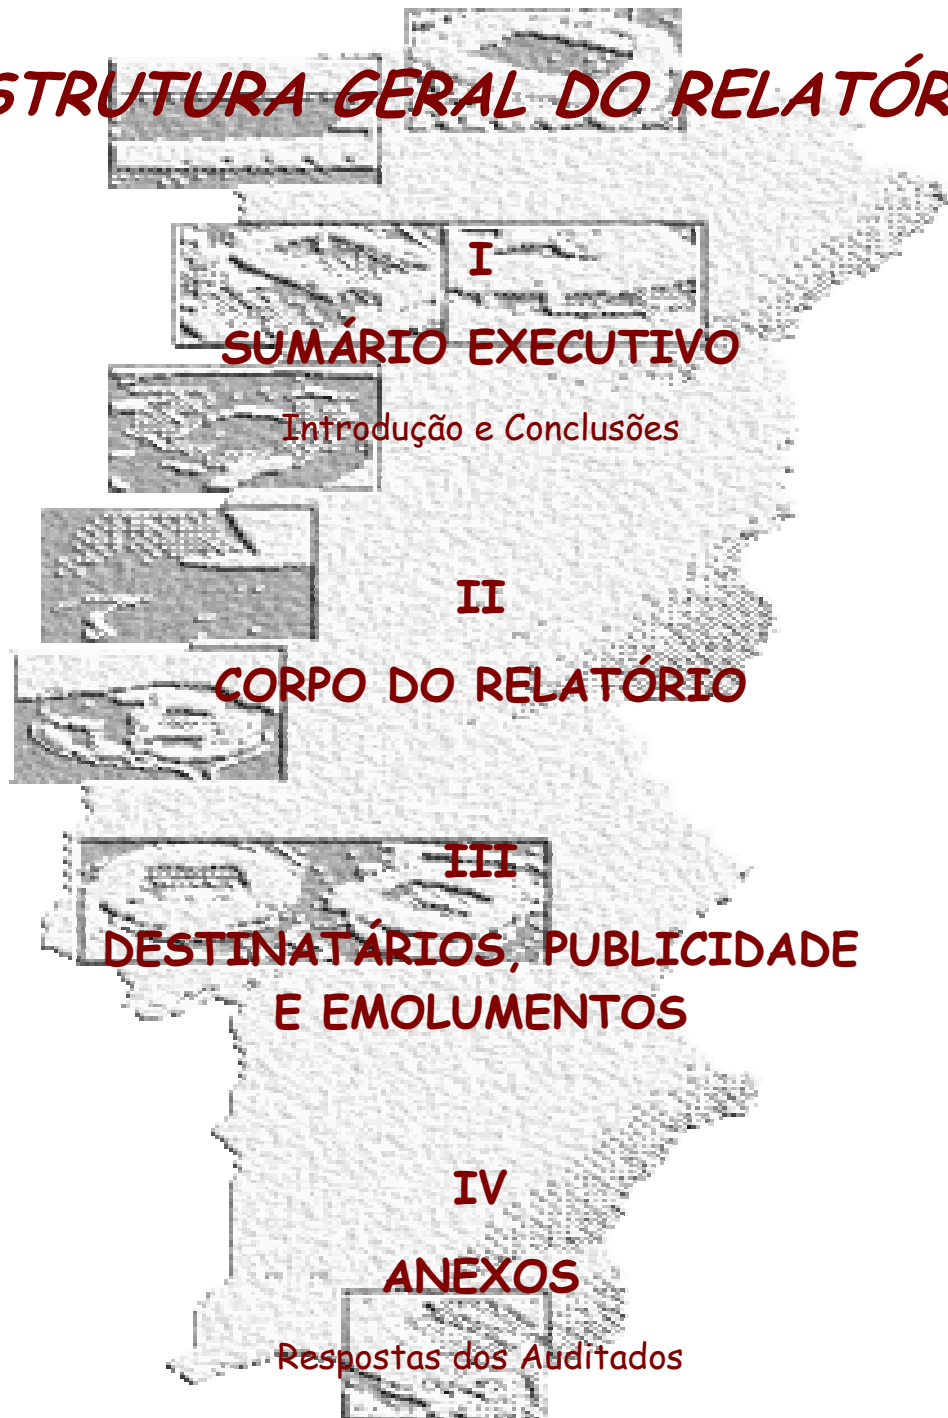 STRUTURA GERAL DO RELATÓR
I
SUMÁRIO EXECUTIVO
Introdução e Conclusões
II
CORPO DO RELATÓRIO
III
DESTINATÁRIOS, PUBLICIDADE
E EMOLUMENTOS
IV
ANEXOS
Respostas dos Auditados